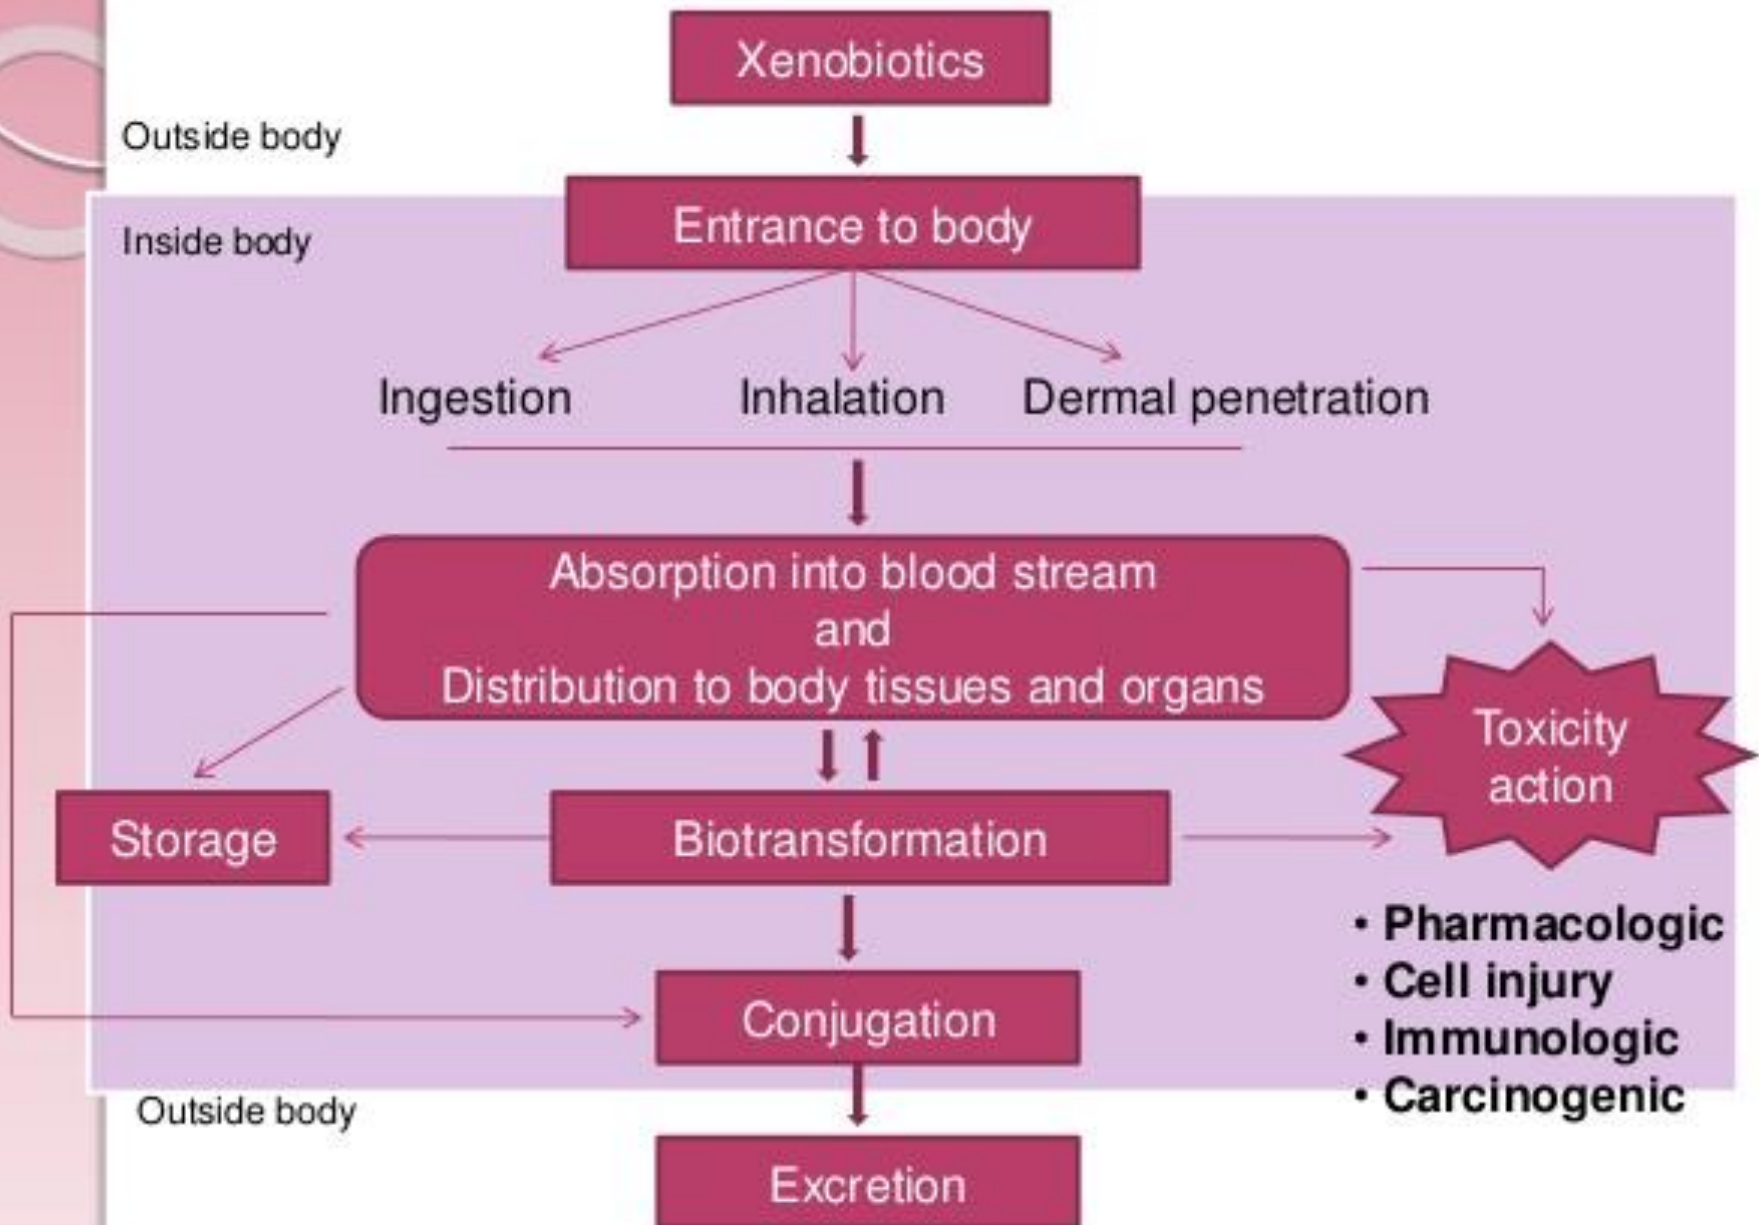 Xenobiotics
Outside body
Entrance to body
Inside body
Ingestion
Inhalation
Dermal penetration
Absorption into blood stream
and
Distribution to body tissues and organs
Toxicity
action
Storage
Biotransformation
• Pharmacologic
• Cell injury
• Immunologic
• Carcinogenic
Conjugation
Outside body
Excretion